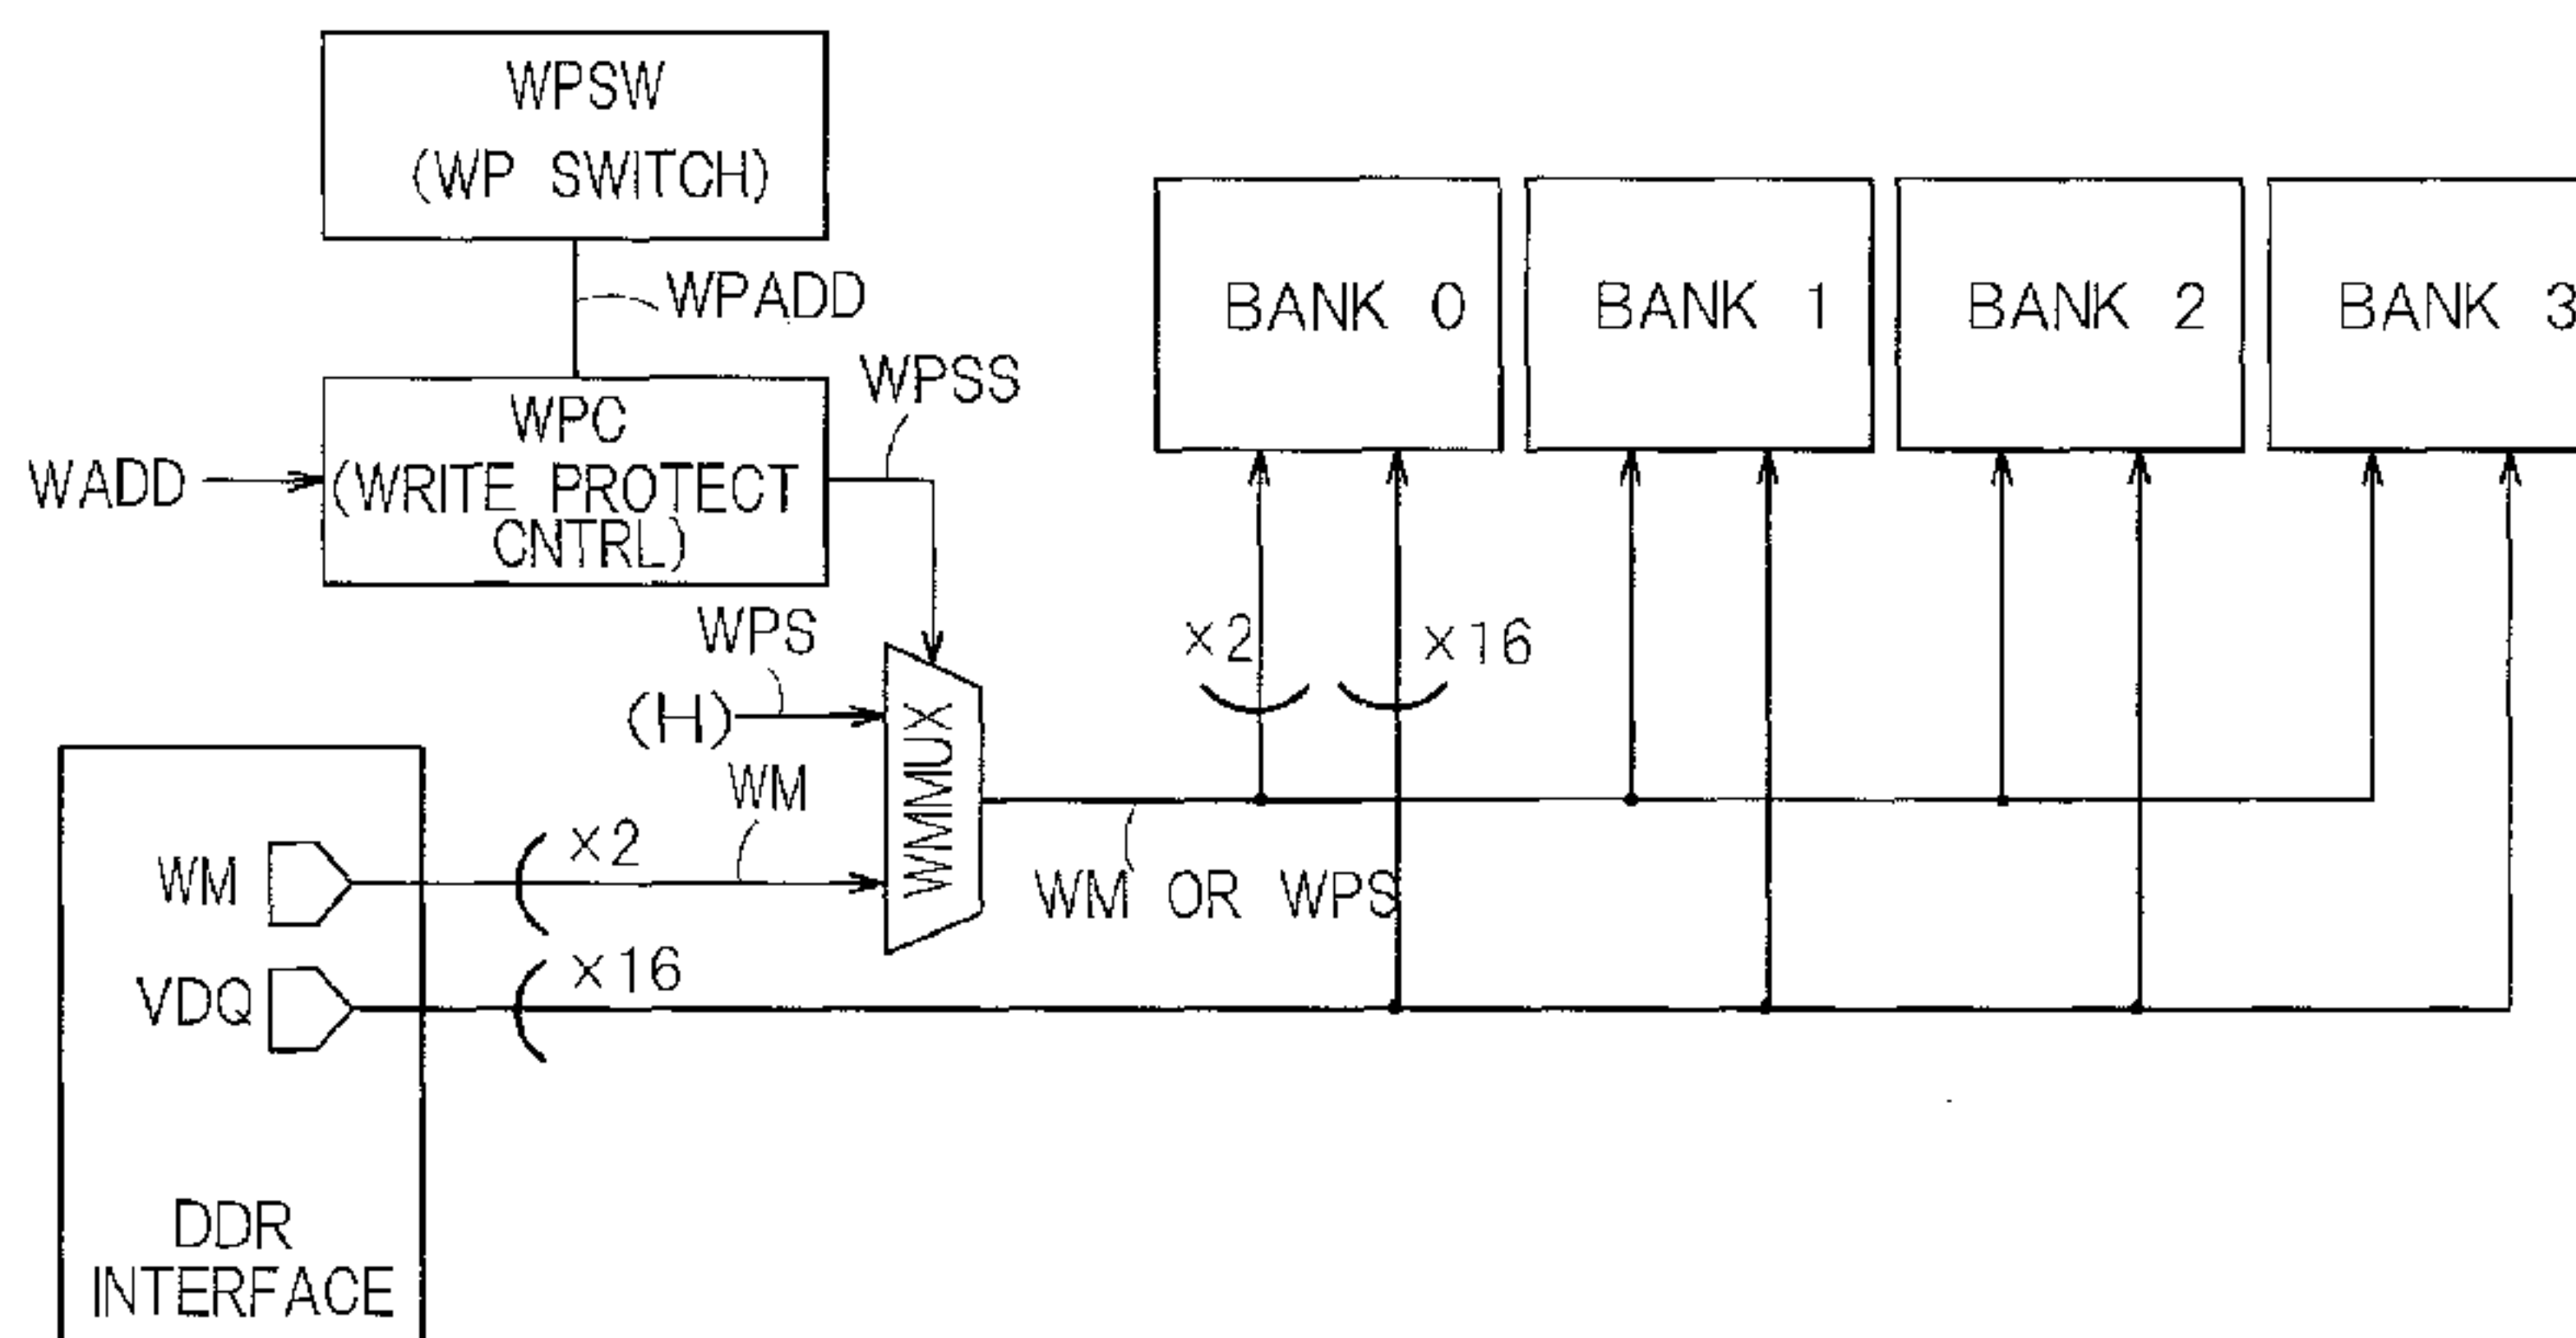 WPSW
(WP SWITCH)
WPADD
BANK 0
BANK 1
BANK 2
BANK 3
WPSS
WPC
WADD
(WRITE PROTECT
CNTRL)
WPS
×2
×16
(H)
WMMUX
WM
×2
WM
WM OR WPS
×16
VDQ
DDR
INTERFACE